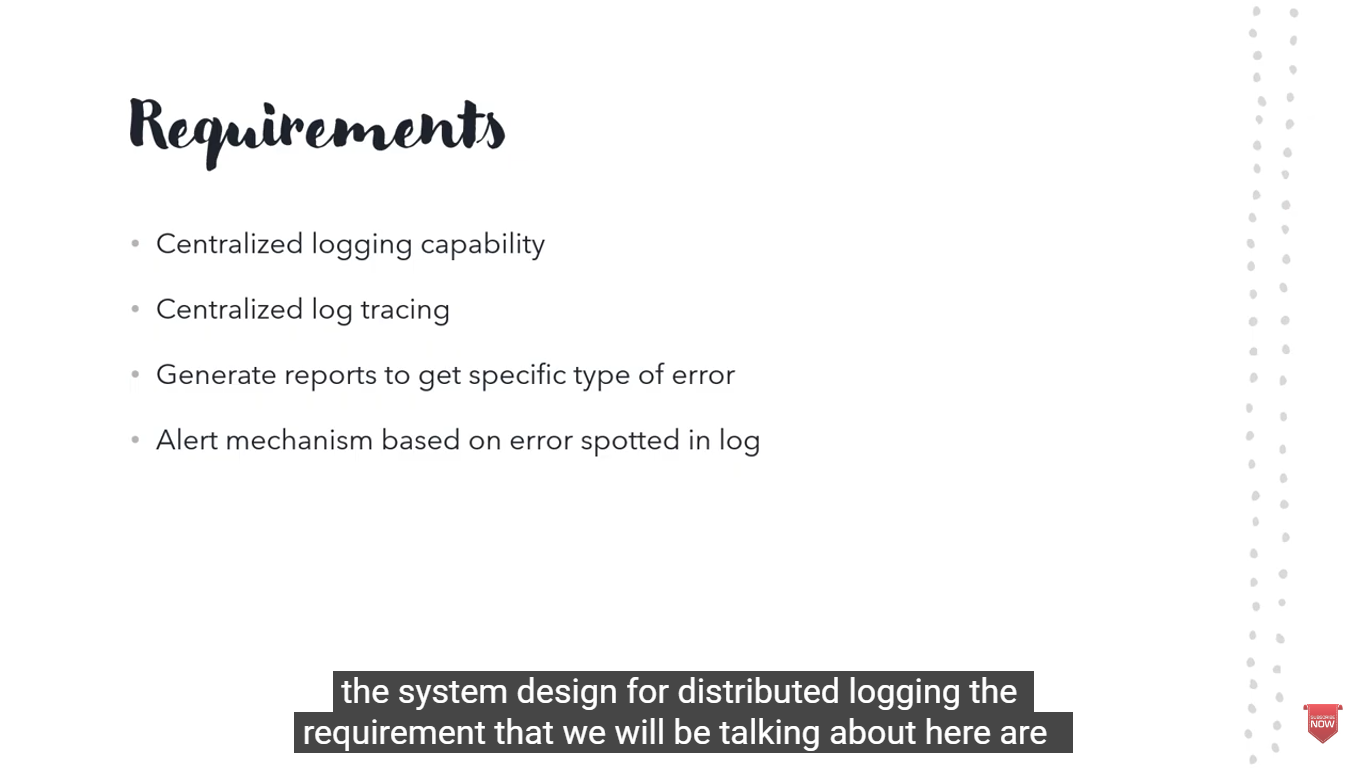 Requirements
• Centralized logging capability
• Centralized log tracing
• Generate reports to get specific type of error
• Alert mechanism based on error spotted in log
the system design for distributed logging the
requirement that we will be talking about here are
SUBSCRIBE
NOW